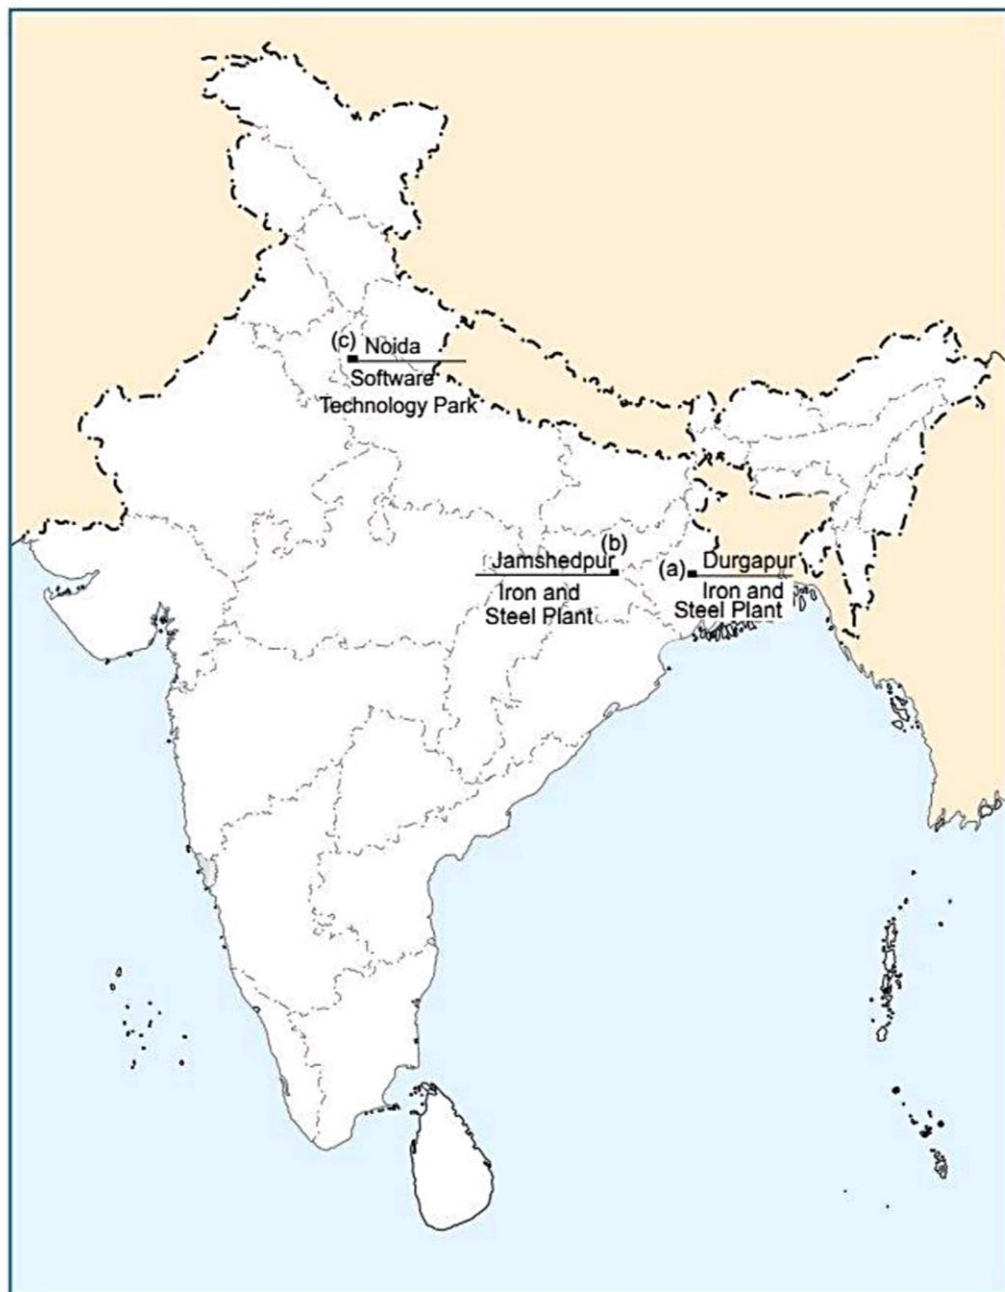 (c) Noida
Software
Technology Park
(b)
Jamshedpur
Iron and
Steel Plant
(a) Durgapur
Iron and
Steel Plant